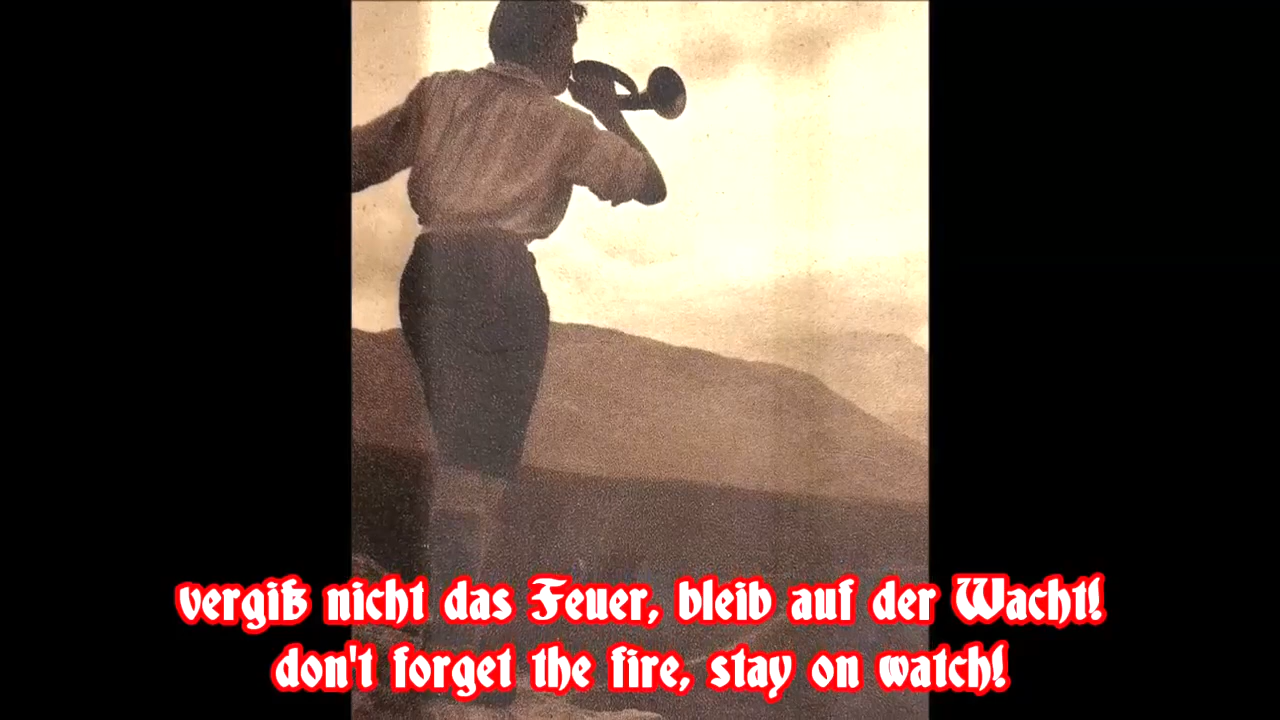 vergiß nicht das Feuer, bleib auf der Wacht!
don't forget the fire, stay on watch!